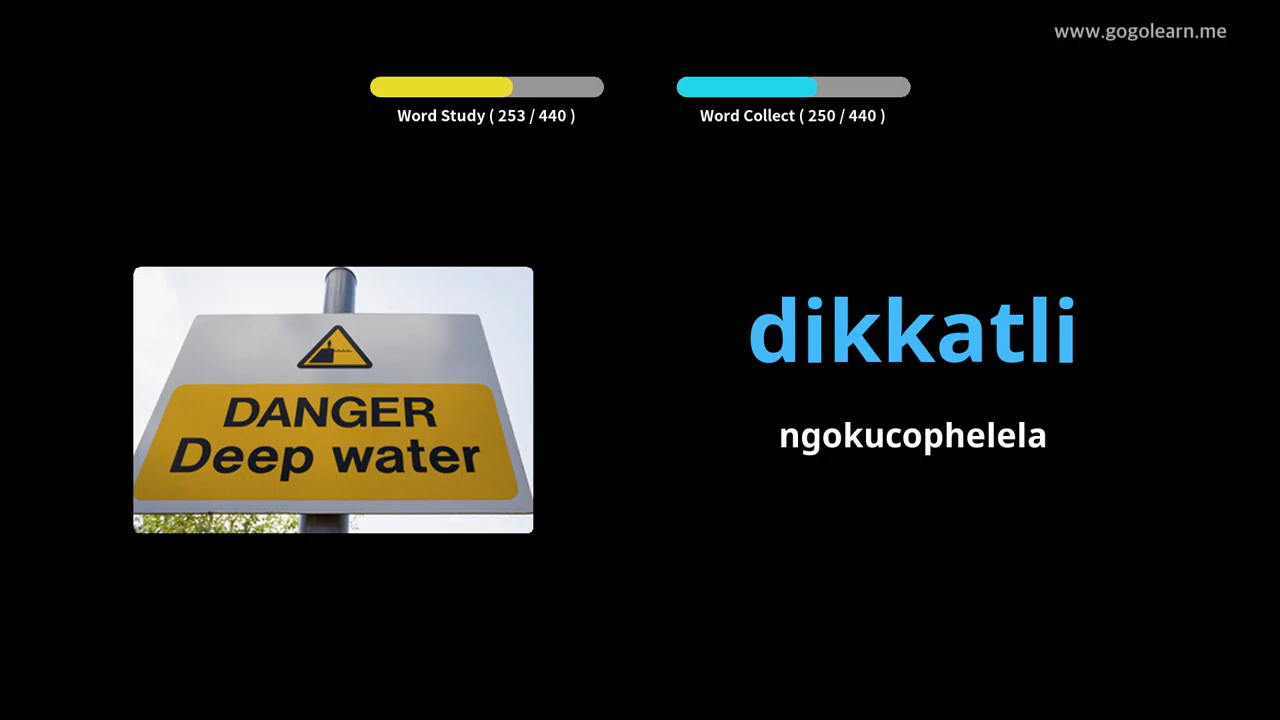 www.gogolearn.me
Word Study ( 253 / 440 )
Word Collect ( 250 / 440 )
DANGER
Deep water
dikkatli
ngokucophelela